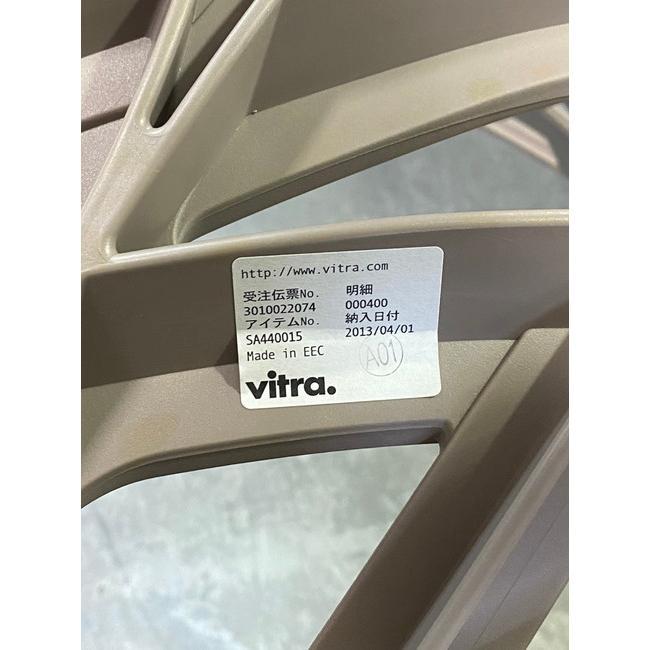 http://www.vitra.com
受注伝票No. 明細
3010022074 000400
アイテムNo. 納入日付
SA440015 2013/04/01
Made in EEC
A01
vitra.